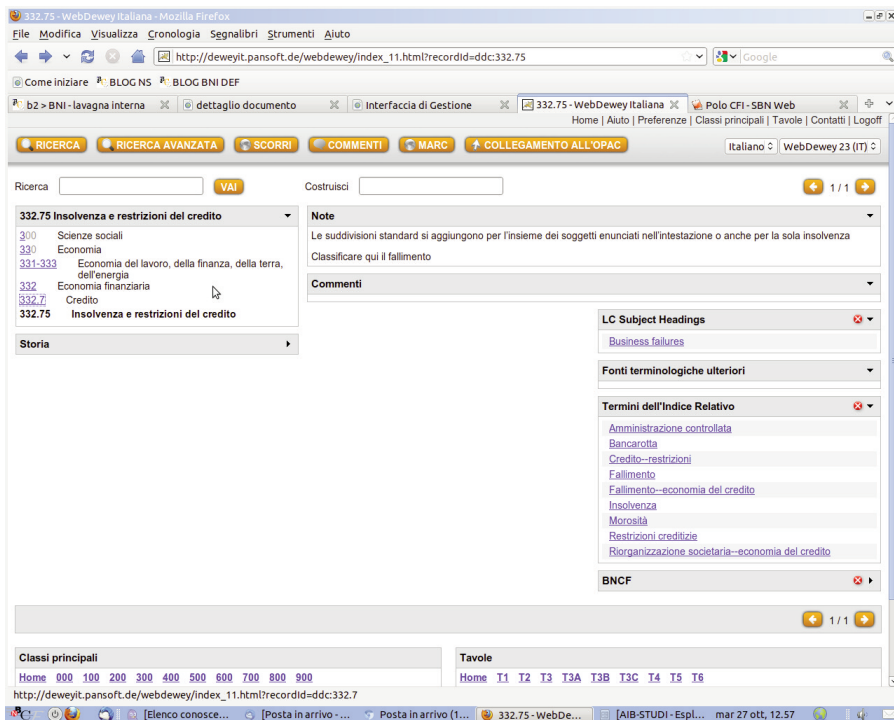 332.75 - WebDewey Italiana - Mozilla Firefox
File Modifica Visualizza Cronologia Segnalibri Strumenti Aiuto
http://deweyit.pansoft.de/webdewey/index_11.html?recordId=ddc:332.75
Google
Come iniziare BLOG NS BLOG BNI DEF
b2 > BNI - lavagna interna dettaglio documento Interfaccia di Gestione 332.75 - WebDewey Italiana Polo CFI - SBN Web
Home | Aiuto | Preferenze | Classi principali | Tavole | Contatti | Logoff
RICERCA RICERCA AVANZATA SCORRI COMMENTI MARC COLLEGAMENTO ALL'OPAC Italiano WebDewey 23 (IT)
Ricerca VAI Costruisci 1 / 1
332.75 Insolvenza e restrizioni del credito
300 Scienze sociali
330 Economia
331-333 Economia del lavoro, della finanza, della terra,
dell'energia
332 Economia finanziaria
332.7 Credito
332.75 Insolvenza e restrizioni del credito
Storia
Note
Le suddivisioni standard si aggiungono per l'insieme dei soggetti enunciati nell'intestazione o anche per la sola insolvenza
Classificare qui il fallimento
Commenti
LC Subject Headings
Business failures
Fonti terminologiche ulteriori
Termini dell'Indice Relativo
Amministrazione controllata
Bancarotta
Credito--restrizioni
Fallimento
Fallimento--economia del credito
Insolvenza
Morosità
Restrizioni creditizie
Riorganizzazione societaria--economia del credito
BNCF
1 / 1
Classi principali
Home 000 100 200 300 400 500 600 700 800 900
Tavole
Home T1 T2 T3 T3A T3B T3C T4 T5 T6
http://deweyit.pansoft.de/webdewey/index_11.html?recordId=ddc:332.7
[Elenco conosce... [Posta in arrivo - ... Posta in arrivo (1... 332.75 - WebDe... [AIB-STUDI - Espl... mar 27 ott, 12.57